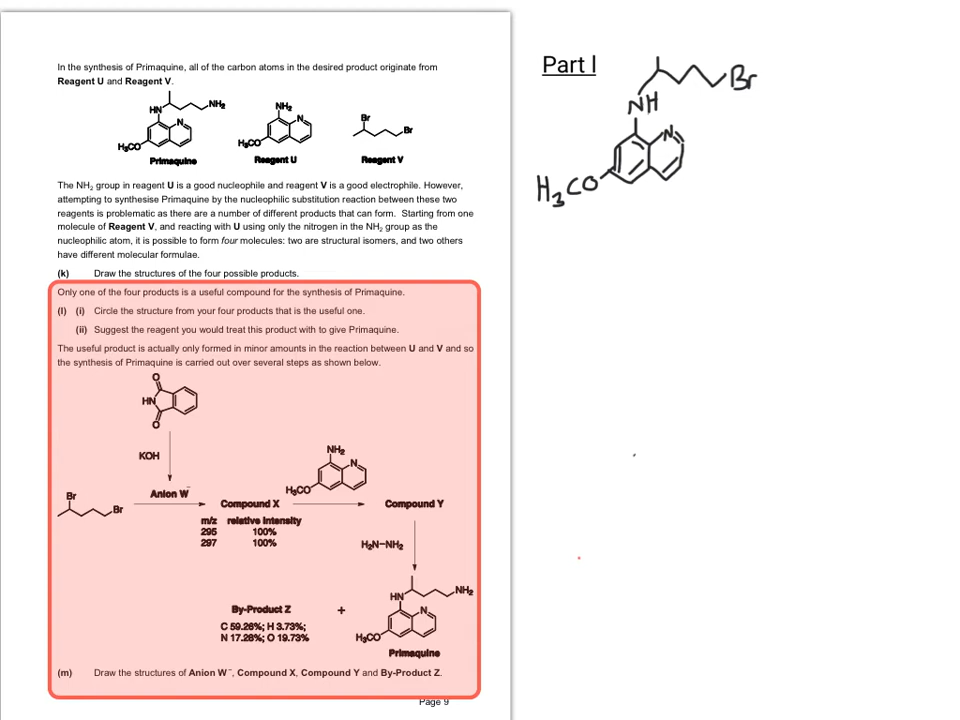 In the synthesis of Primaquine, all of the carbon atoms in the desired product originate from
Reagent U and Reagent V.
HN
NH₂
N
H₃CO
Primaquine
NH₂
N
H₃CO
Reagent U
Br
Br
Reagent V
The NH₂ group in reagent U is a good nucleophile and reagent V is a good electrophile. However,
attempting to synthesise Primaquine by the nucleophilic substitution reaction between these two
reagents is problematic as there are a number of different products that can form. Starting from one
molecule of Reagent V, and reacting with U using only the nitrogen in the NH₂ group as the
nucleophilic atom, it is possible to form four molecules: two are structural isomers, and two others
have different molecular formulae.
(k) Draw the structures of the four possible products.
Only one of the four products is a useful compound for the synthesis of Primaquine.
(l) (i) Circle the structure from your four products that is the useful one.
(ii) Suggest the reagent you would treat this product with to give Primaquine.
The useful product is actually only formed in minor amounts in the reaction between U and V and so
the synthesis of Primaquine is carried out over several steps as shown below.
O
HN
O
KOH
NH₂
N
H₃CO
Br
Br
Anion W⁻
Compound X
Compound Y
m/z relative intensity
295 100%
297 100%
H₂N−NH₂
By-Product Z
+
C 59.26%; H 3.73%;
N 17.28%; O 19.73%
HN
NH₂
N
H₃CO
Primaquine
(m) Draw the structures of Anion W⁻, Compound X, Compound Y and By-Product Z.
Page 9
Part l
Br
NH
N
H₃CO